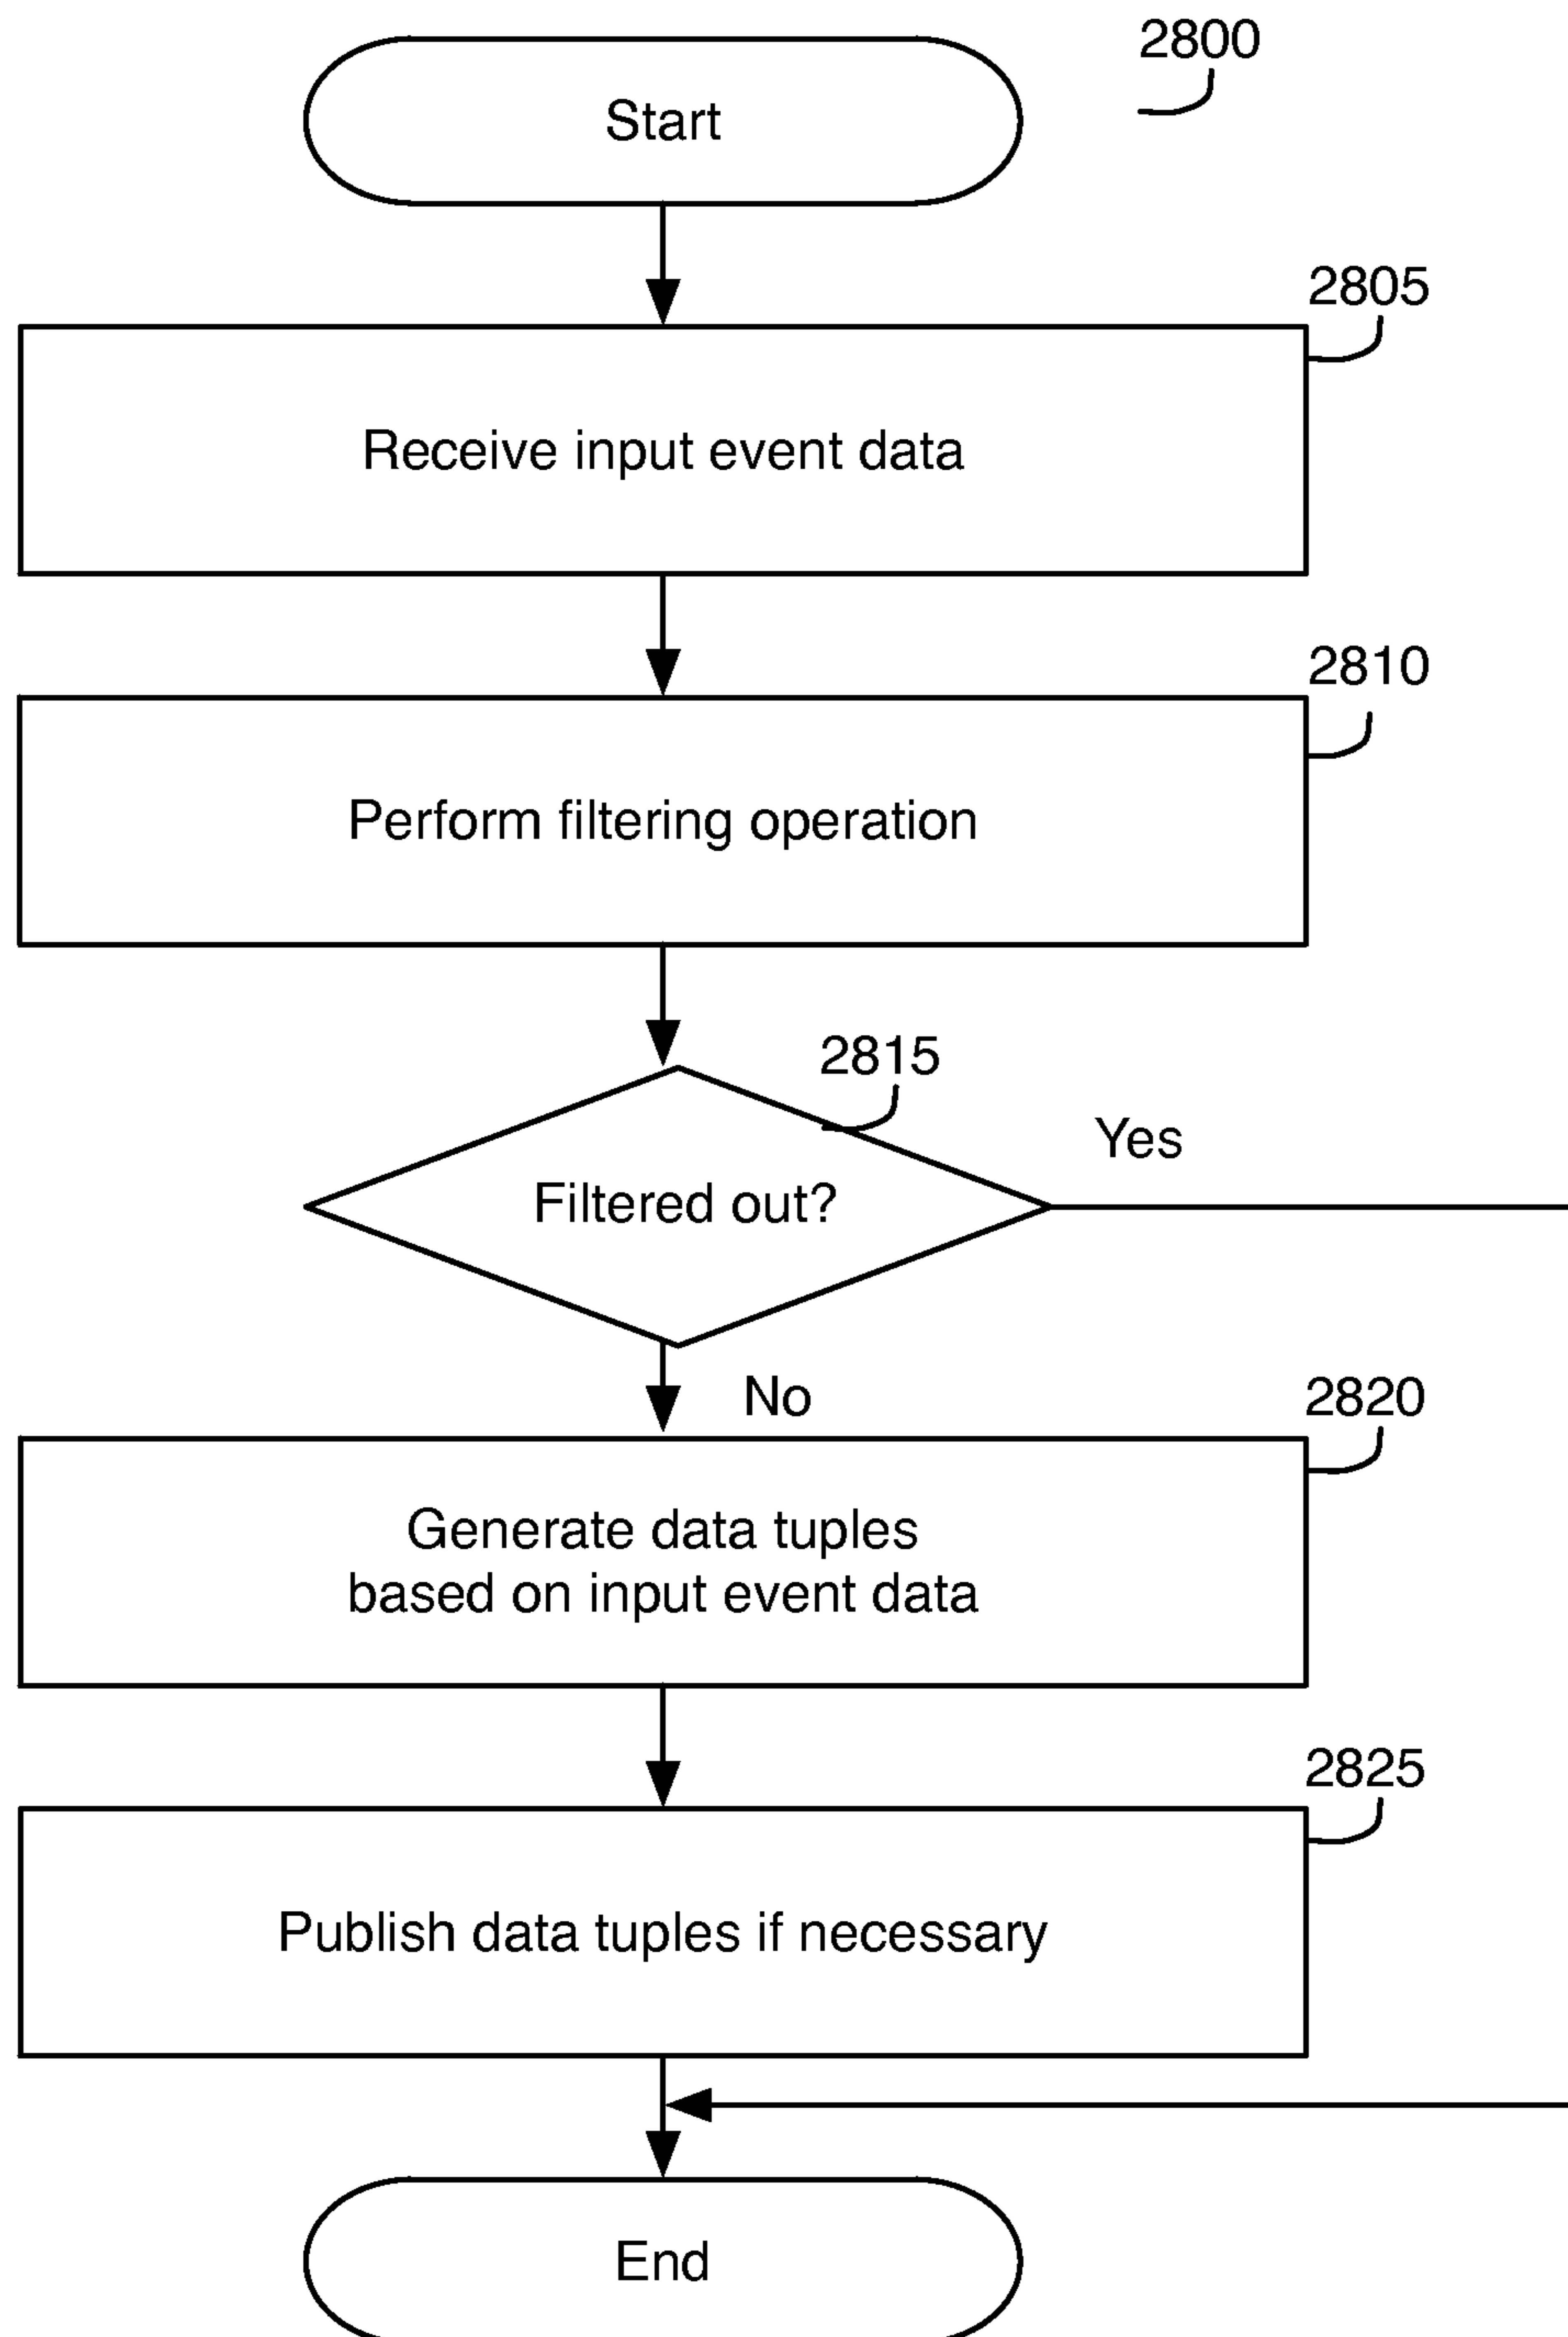 2800
Start
2805
Receive input event data
2810
Perform filtering operation
2815
Yes
Filtered out?
No
2820
Generate data tuples
based on input event data
2825
Publish data tuples if necessary
End